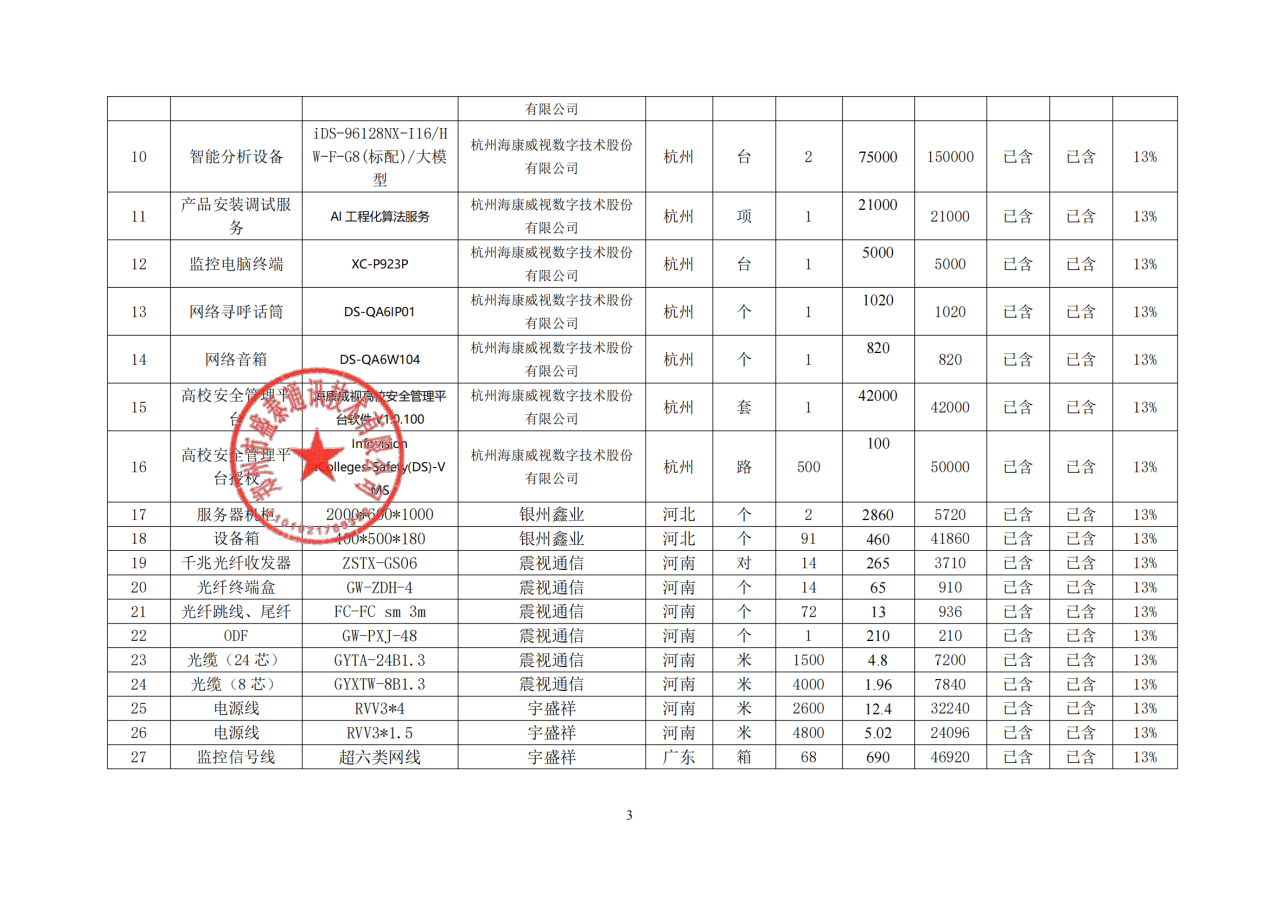 有限公司
10 智能分析设备 iDS-96128NX-I16/HW-F-G8(标配)/大模型 杭州海康威视数字技术股份有限公司 杭州 台 2 75000 150000 已含 已含 13%
11 产品安装调试服务 AI 工程化算法服务 杭州海康威视数字技术股份有限公司 杭州 项 1 21000 21000 已含 已含 13%
12 监控电脑终端 XC-P923P 杭州海康威视数字技术股份有限公司 杭州 台 1 5000 5000 已含 已含 13%
13 网络寻呼话筒 DS-QA6IP01 杭州海康威视数字技术股份有限公司 杭州 个 1 1020 1020 已含 已含 13%
14 网络音箱 DS-QA6W104 杭州海康威视数字技术股份有限公司 杭州 个 1 820 820 已含 已含 13%
15 高校安全管理平台 海康威视高校安全管理平台软件 V1.0.100 杭州海康威视数字技术股份有限公司 杭州 套 1 42000 42000 已含 已含 13%
16 高校安全管理平台授权 Infovision iColleges-Safety(DS)-VMS 杭州海康威视数字技术股份有限公司 杭州 路 500 100 50000 已含 已含 13%
17 服务器机柜 2000*600*1000 银州鑫业 河北 个 2 2860 5720 已含 已含 13%
18 设备箱 400*500*180 银州鑫业 河北 个 91 460 41860 已含 已含 13%
19 千兆光纤收发器 ZSTX-GS06 震视通信 河南 对 14 265 3710 已含 已含 13%
20 光纤终端盒 GW-ZDH-4 震视通信 河南 个 14 65 910 已含 已含 13%
21 光纤跳线、尾纤 FC-FC sm 3m 震视通信 河南 个 72 13 936 已含 已含 13%
22 ODF GW-PXJ-48 震视通信 河南 个 1 210 210 已含 已含 13%
23 光缆（24 芯） GYTA-24B1.3 震视通信 河南 米 1500 4.8 7200 已含 已含 13%
24 光缆（8 芯） GYXTW-8B1.3 震视通信 河南 米 4000 1.96 7840 已含 已含 13%
25 电源线 RVV3*4 宇盛祥 河南 米 2600 12.4 32240 已含 已含 13%
26 电源线 RVV3*1.5 宇盛祥 河南 米 4800 5.02 24096 已含 已含 13%
27 监控信号线 超六类网线 宇盛祥 广东 箱 68 690 46920 已含 已含 13%
郑州市盛泰通讯技术有限公司
3